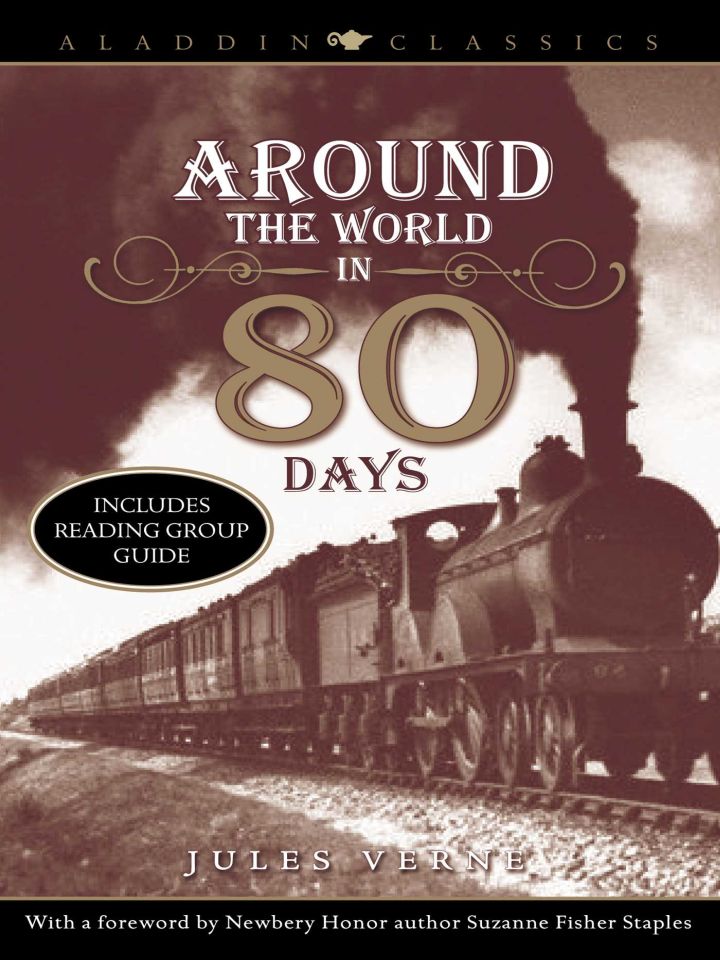 ALADDIN CLASSICS
AROUND
THE WORLD
IN
80
DAYS
INCLUDES
READING GROUP
GUIDE
JULES VERNE
With a foreword by Newbery Honor author Suzanne Fisher Staples